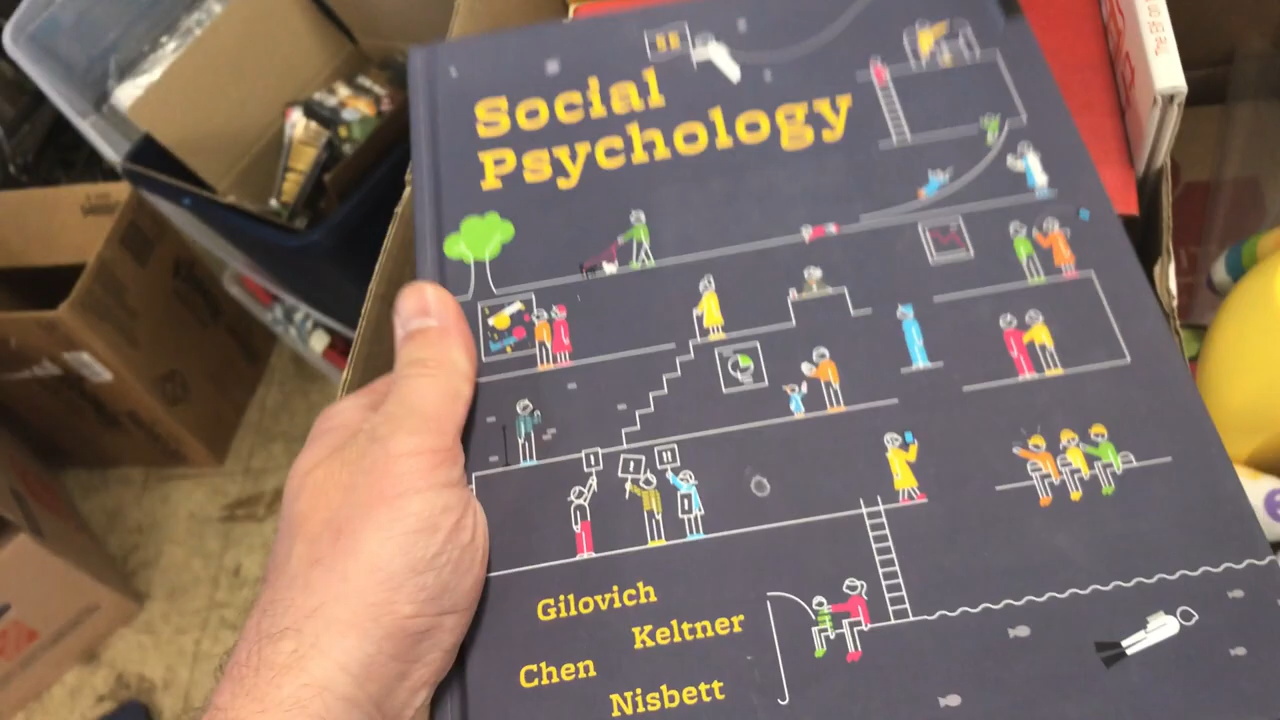 Social
Psychology
Gilovich
Keltner
Chen
Nisbett